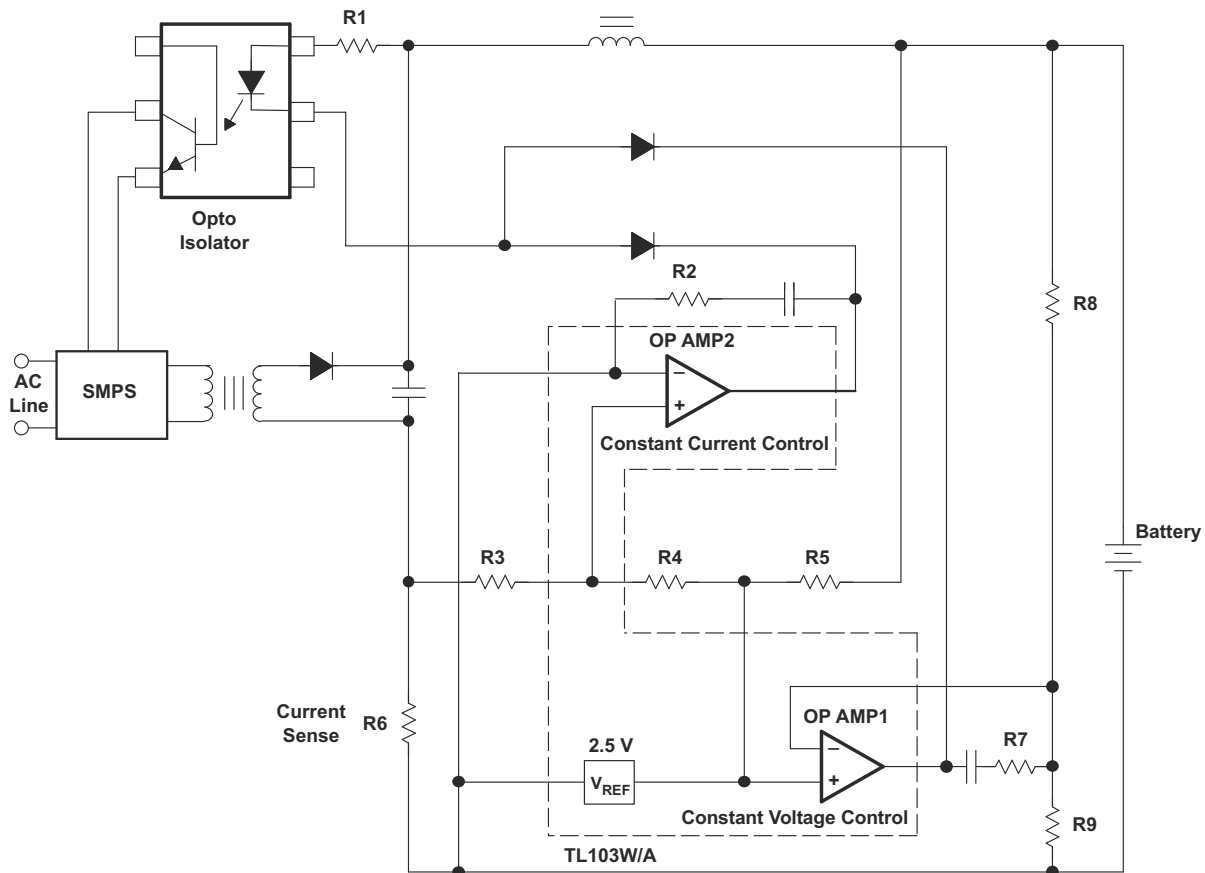 R1
Opto
Isolator
R2
R8
OP AMP2
AC
Line
SMPS
−
+
Constant Current Control
Battery
R3
R4
R5
Current
Sense
R6
OP AMP1
R7
2.5 V
−
VREF
+
Constant Voltage Control
R9
TL103W/A